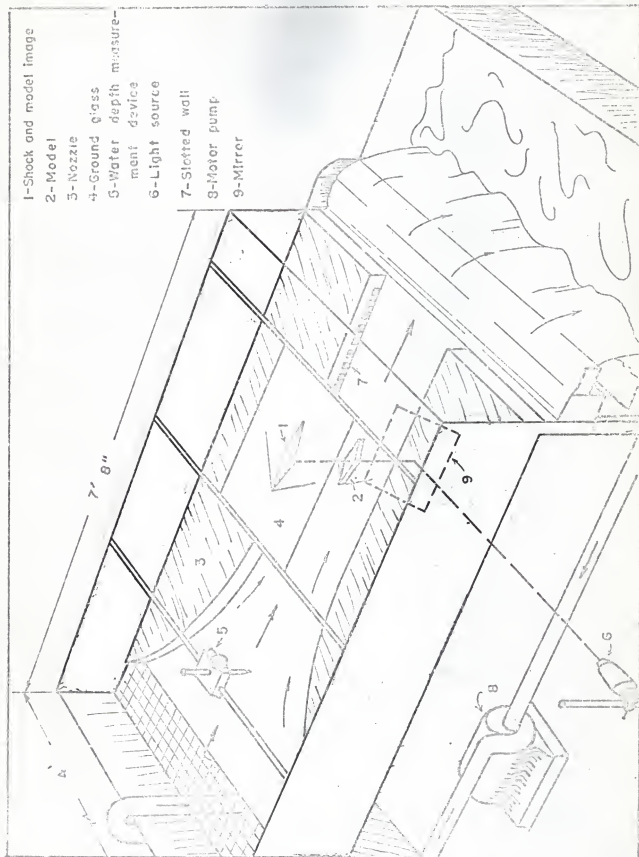 1-Shock and model image
2-Model
3-Nozzle
4-Ground glass
5-Water depth measure-
ment device
6-Light source
7-Slotted wall
8-Motor pump
9-Mirror
7' 8"
4'
1
2
3
4
5
6
7
8
9